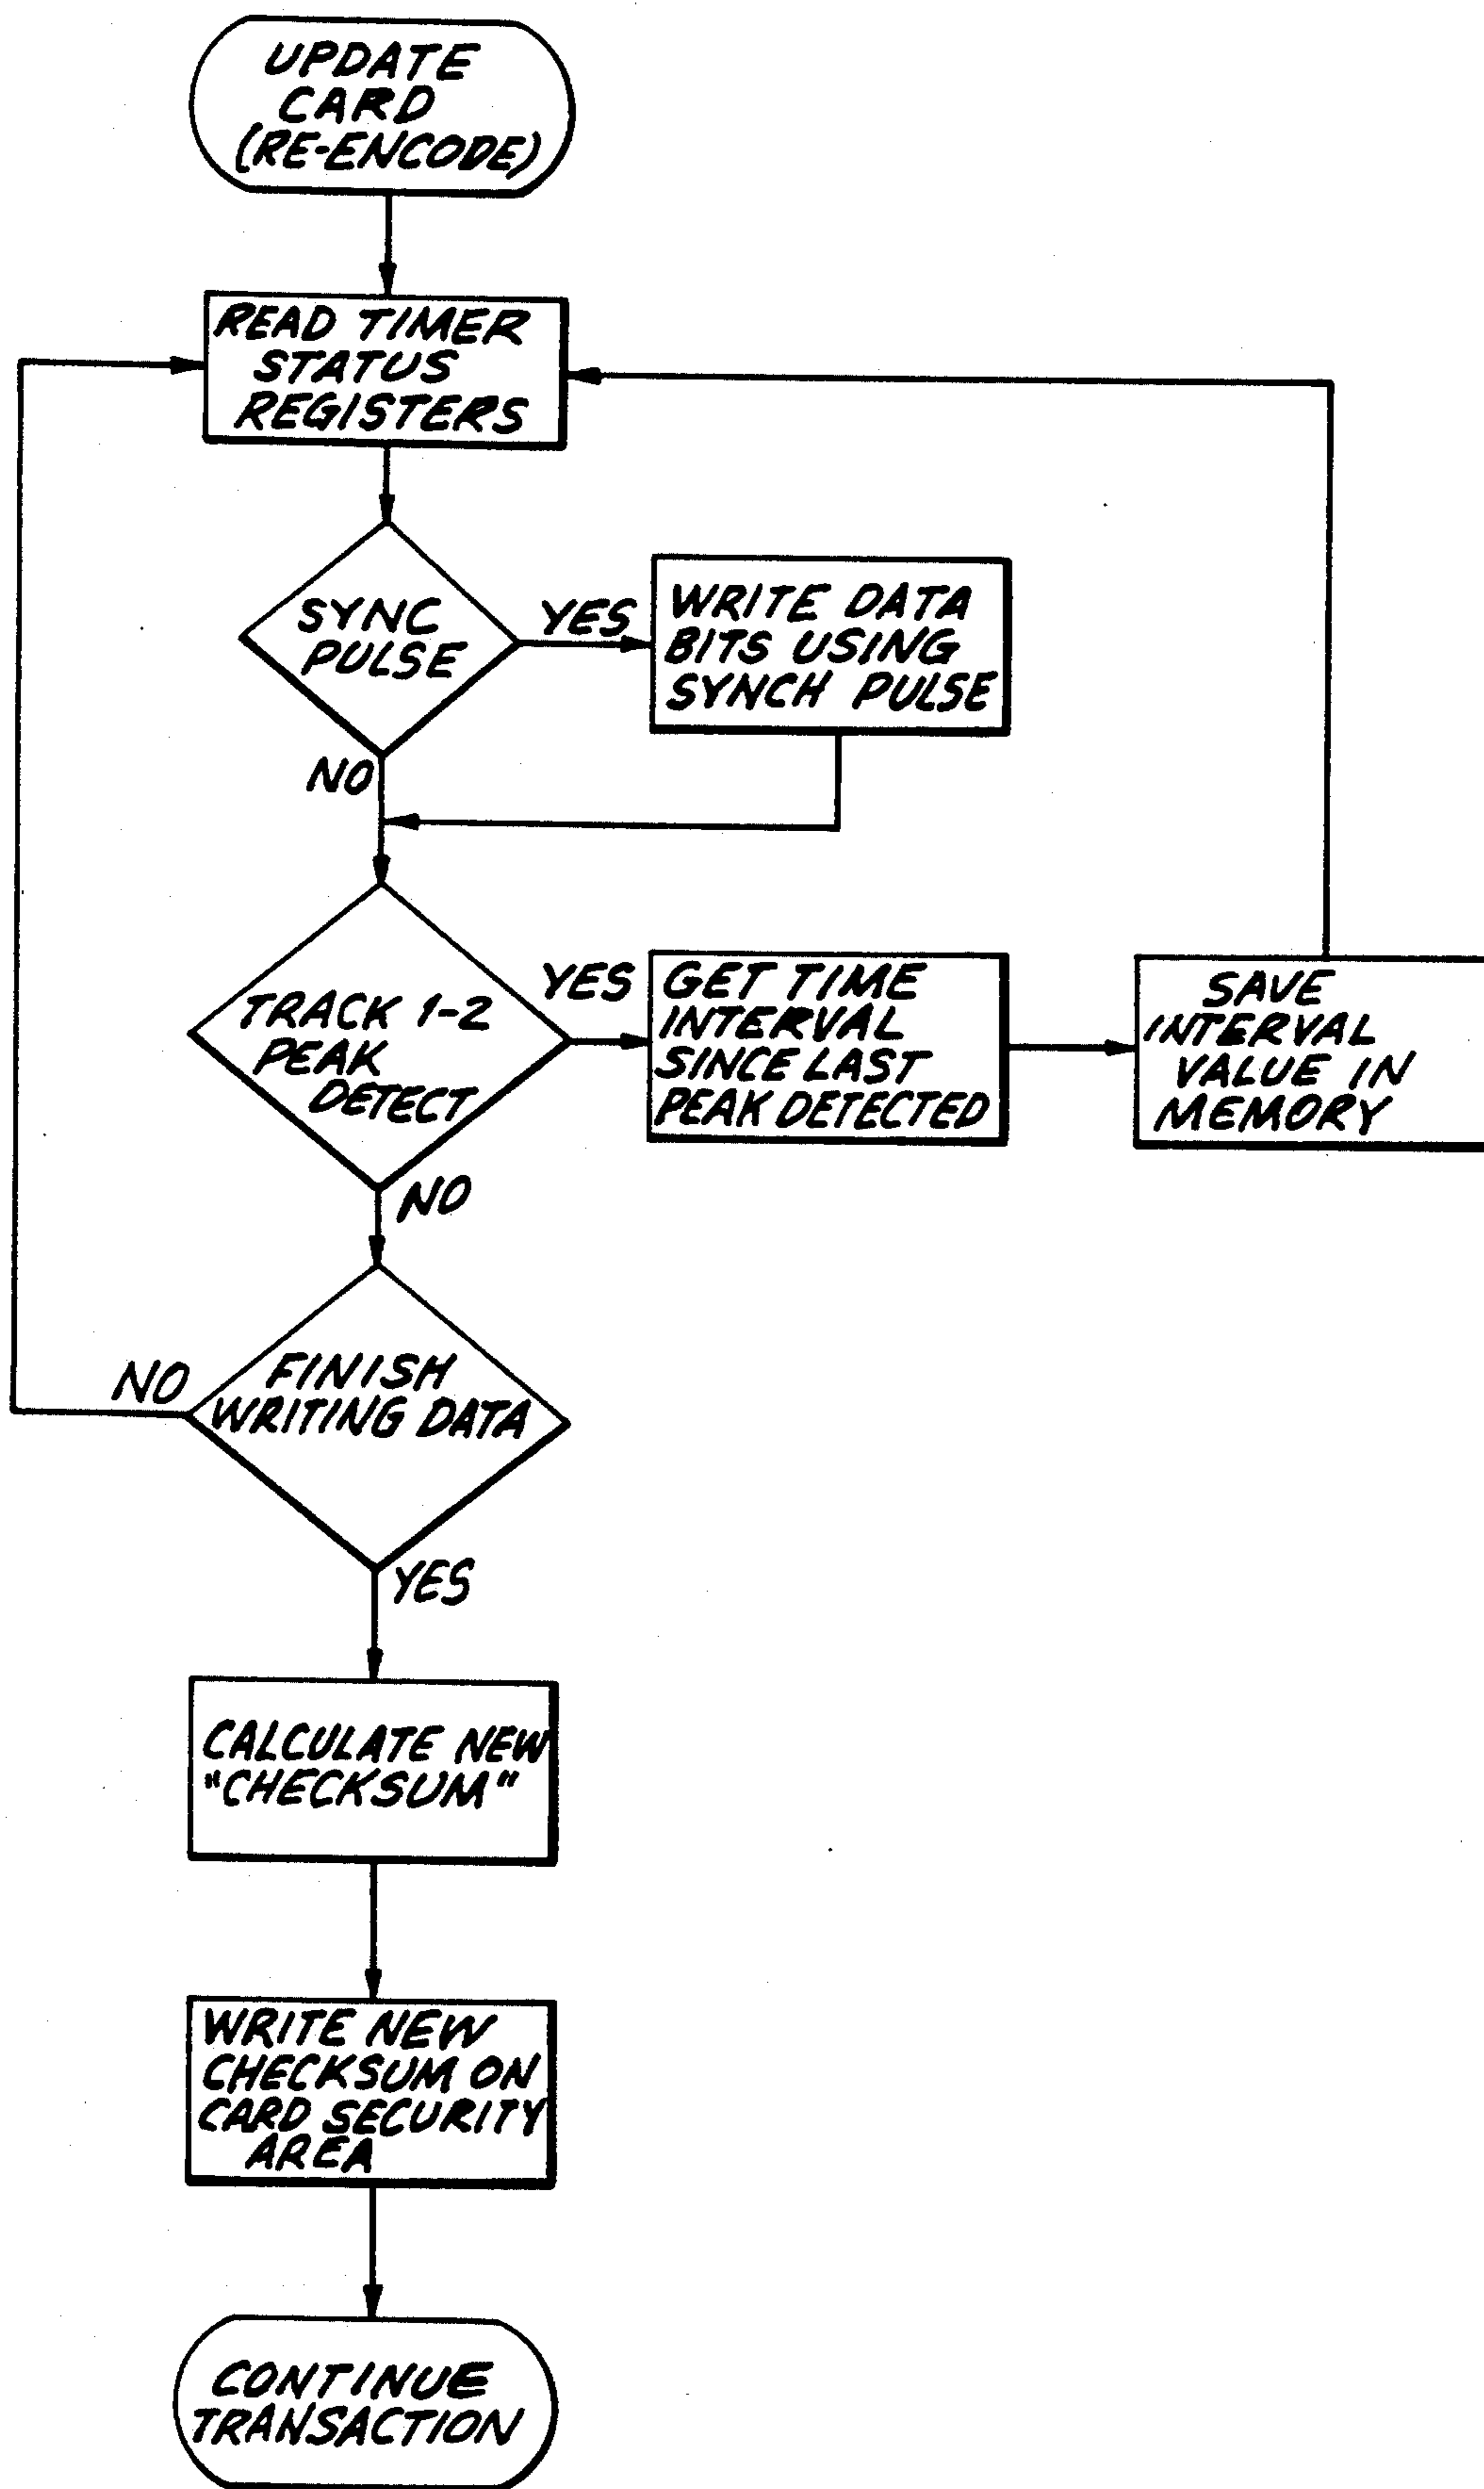 UPDATE
CARD
(RE-ENCODE)
READ TIMER
STATUS
REGISTERS
SYNC
PULSE
YES
WRITE DATA
BITS USING
SYNCH PULSE
NO
TRACK 1-2
PEAK
DETECT
YES
GET TIME
INTERVAL
SINCE LAST
PEAK DETECTED
SAVE
INTERVAL
VALUE IN
MEMORY
NO
FINISH
WRITING DATA
NO
YES
CALCULATE NEW
"CHECKSUM"
WRITE NEW
CHECKSUM ON
CARD SECURITY
AREA
CONTINUE
TRANSACTION